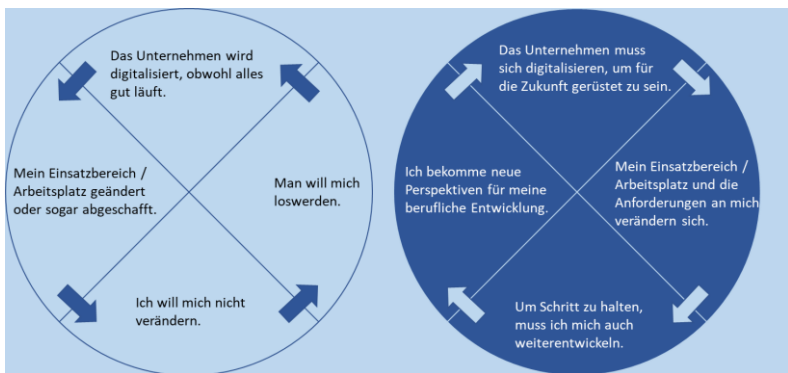 Das Unternehmen wird
digitalisiert, obwohl alles
gut läuft.
Mein Einsatzbereich /
Arbeitsplatz geändert
oder sogar abgeschafft.
Man will mich
loswerden.
Ich will mich nicht
verändern.
Das Unternehmen muss
sich digitalisieren, um für
die Zukunft gerüstet zu sein.
Ich bekomme neue
Perspektiven für meine
berufliche Entwicklung.
Mein Einsatzbereich /
Arbeitsplatz und die
Anforderungen an mich
verändern sich.
Um Schritt zu halten,
muss ich mich auch
weiterentwickeln.